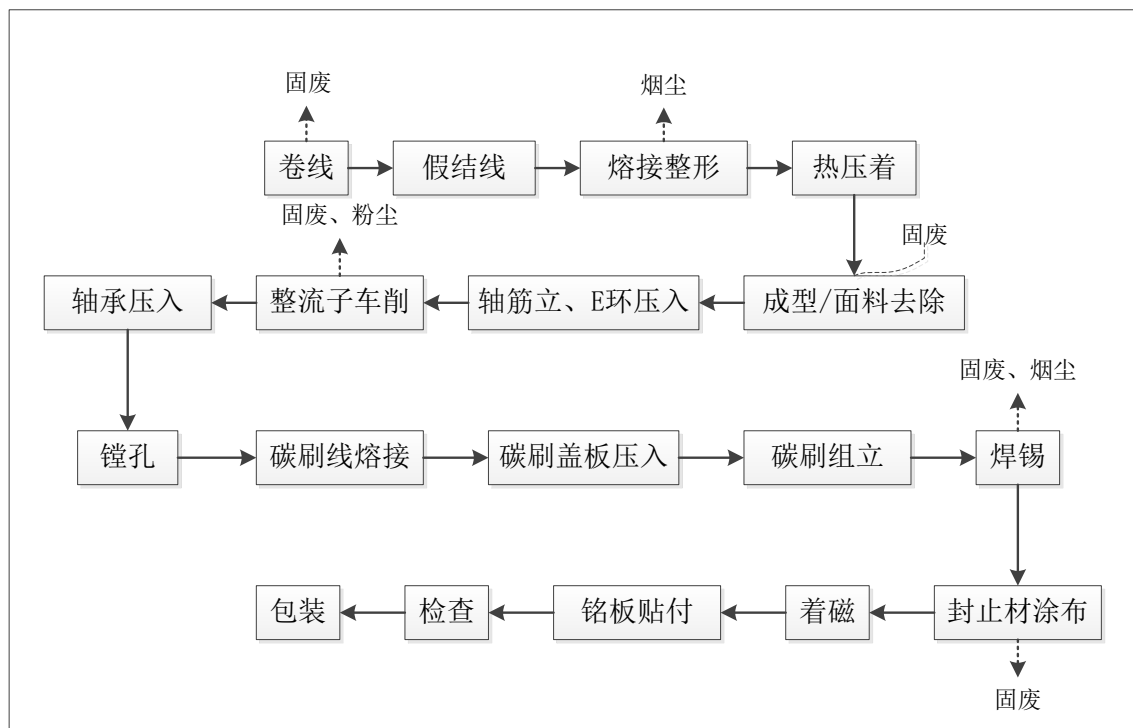 固废
烟尘
卷线
假结线
熔接整形
热压着
固废、粉尘
固废
轴承压入
整流子车削
轴筋立、E环压入
成型/面料去除
固废、烟尘
镗孔
碳刷线熔接
碳刷盖板压入
碳刷组立
焊锡
包装
检查
铭板贴付
着磁
封止材涂布
固废